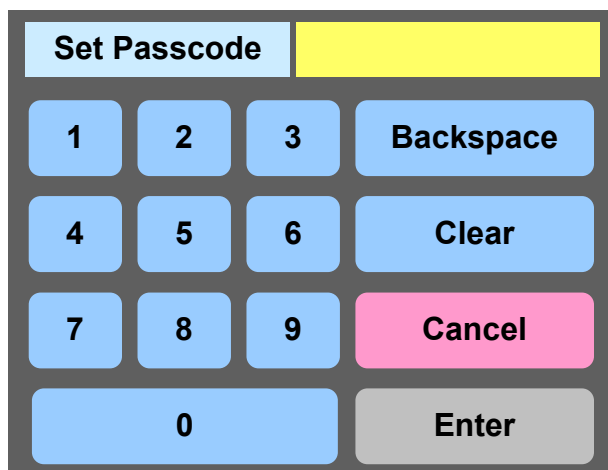 Set Passcode
1 2 3 Backspace
4 5 6 Clear
7 8 9 Cancel
0 Enter